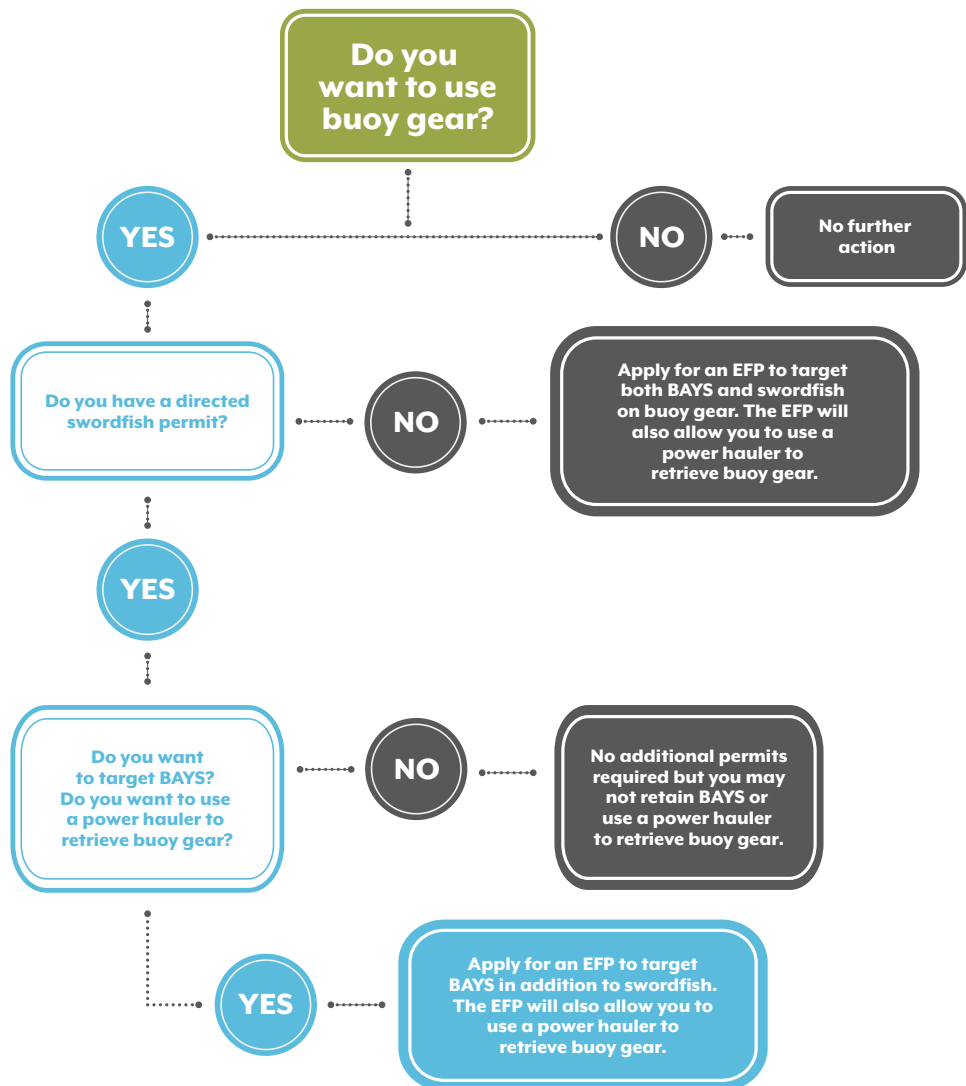 Do you
want to use
buoy gear?
YES
NO
No further
action
Do you have a directed
swordfish permit?
NO
Apply for an EFP to target
both BAYS and swordfish
on buoy gear. The EFP will
also allow you to use a
power hauler to
retrieve buoy gear.
YES
Do you want
to target BAYS?
Do you want to use
a power hauler to
retrieve buoy gear?
NO
No additional permits
required but you may
not retain BAYS or
use a power hauler
to retrieve buoy gear.
YES
Apply for an EFP to target
BAYS in addition to swordfish.
The EFP will also allow you to
use a power hauler to
retrieve buoy gear.